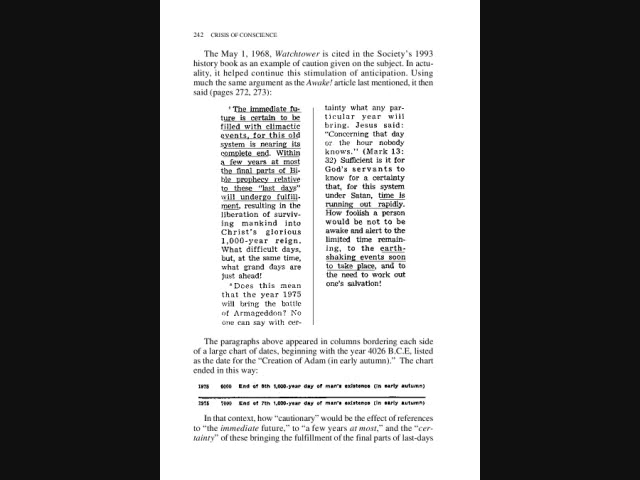 242 CRISIS OF CONSCIENCE
The May 1, 1968, Watchtower is cited in the Society's 1993
history book as an example of caution given on the subject. In actu-
ality, it helped continue this stimulation of anticipation. Using
much the same argument as the Awake! article last mentioned, it then
said (pages 272, 273):
"The immediate fu-
ture is certain to be
filled with climactic
events, for this old
system is nearing its
complete end. Within
a few years at most
the final parts of Bi-
ble prophecy relative
to these "last days"
will undergo fulfill-
ment, resulting in the
liberation of surviv-
ing mankind into
Christ's glorious
1,000-year reign.
What difficult days,
but, at the same time,
what grand days are
just ahead!
"Does this mean
that the year 1975
will bring the battle
of Armageddon? No
one can say with cer-
tainty what any par-
ticular year will
bring. Jesus said:
"Concerning that day
or the hour nobody
knows." (Mark 13:
32) Sufficient is it for
God's servants to
know for a certainty
that, for this system
under Satan, time is
running out rapidly.
How foolish a person
would be not to be
awake and alert to the
limited time remain-
ing, to the earth-
shaking events soon
to take place, and to
the need to work out
one's salvation!
The paragraphs above appeared in columns bordering each side
of a large chart of dates, beginning with the year 4026 B.C.E, listed
as the date for the "Creation of Adam (in early autumn)." The chart
ended in this way:
1975 6000 End of 6th 1,000-year day of man's existence (in early autumn)
2975 7000 End of 7th 1,000-year day of man's existence (in early autumn)
In that context, how "cautionary" would be the effect of references
to "the immediate future," to "a few years at most," and the "cer-
tainty" of these bringing the fulfillment of the final parts of last-days